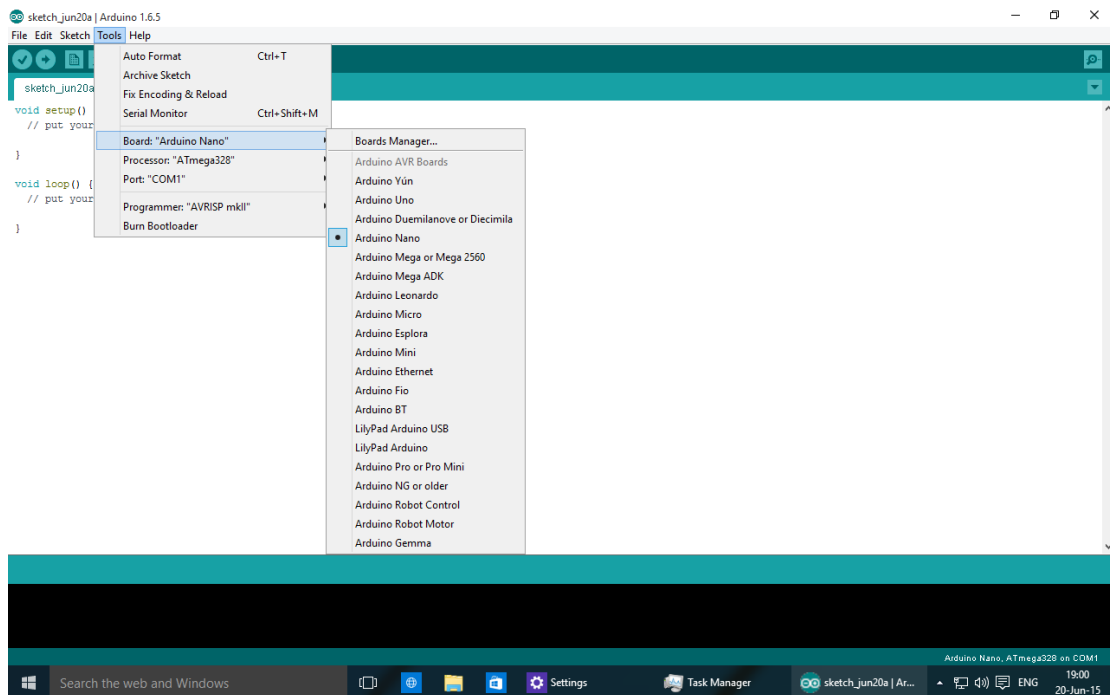 sketch_jun20a | Arduino 1.6.5
File Edit Sketch Tools Help
sketch_jun20a
void setup()
// put your
}
void loop() {
// put your
}
Auto Format Ctrl+T
Archive Sketch
Fix Encoding & Reload
Serial Monitor Ctrl+Shift+M
Board: "Arduino Nano"
Processor: "ATmega328"
Port: "COM1"
Programmer: "AVRISP mkII"
Burn Bootloader
Boards Manager...
Arduino AVR Boards
Arduino Yún
Arduino Uno
Arduino Duemilanove or Diecimila
Arduino Nano
Arduino Mega or Mega 2560
Arduino Mega ADK
Arduino Leonardo
Arduino Micro
Arduino Esplora
Arduino Mini
Arduino Ethernet
Arduino Fio
Arduino BT
LilyPad Arduino USB
LilyPad Arduino
Arduino Pro or Pro Mini
Arduino NG or older
Arduino Robot Control
Arduino Robot Motor
Arduino Gemma
Arduino Nano, ATmega328 on COM1
Search the web and Windows
Settings
Task Manager
sketch_jun20a | Ar...
ENG
19:00
20-Jun-15